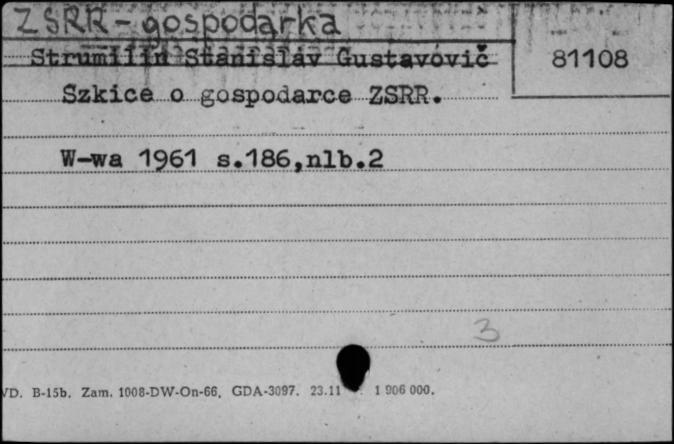 ZSRR - gospodarka
Strumilin Stanislav Gustavovič
81108
Szkice o gospodarce ZSRR.
W-wa 1961 s.186,nlb.2
3
VD. B-15b. Zam. 1008-DW-On-66, GDA-3097. 23.11 1 906 000.